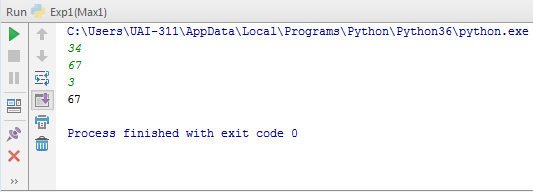 Run Exp1(Max1)
C:\Users\UAI-311\AppData\Local\Programs\Python\Python36\python.exe
34
67
3
67
Process finished with exit code 0